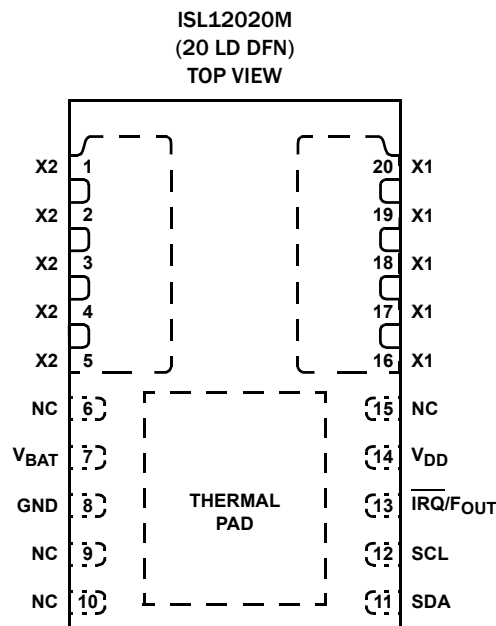 ISL12020M
(20 LD DFN)
TOP VIEW
X2 1 20 X1
X2 2 19 X1
X2 3 18 X1
X2 4 17 X1
X2 5 16 X1
NC 6 15 NC
VBAT 7 14 VDD
GND 8 THERMAL 13 IRQ/FOUT
PAD
NC 9 12 SCL
NC 10 11 SDA